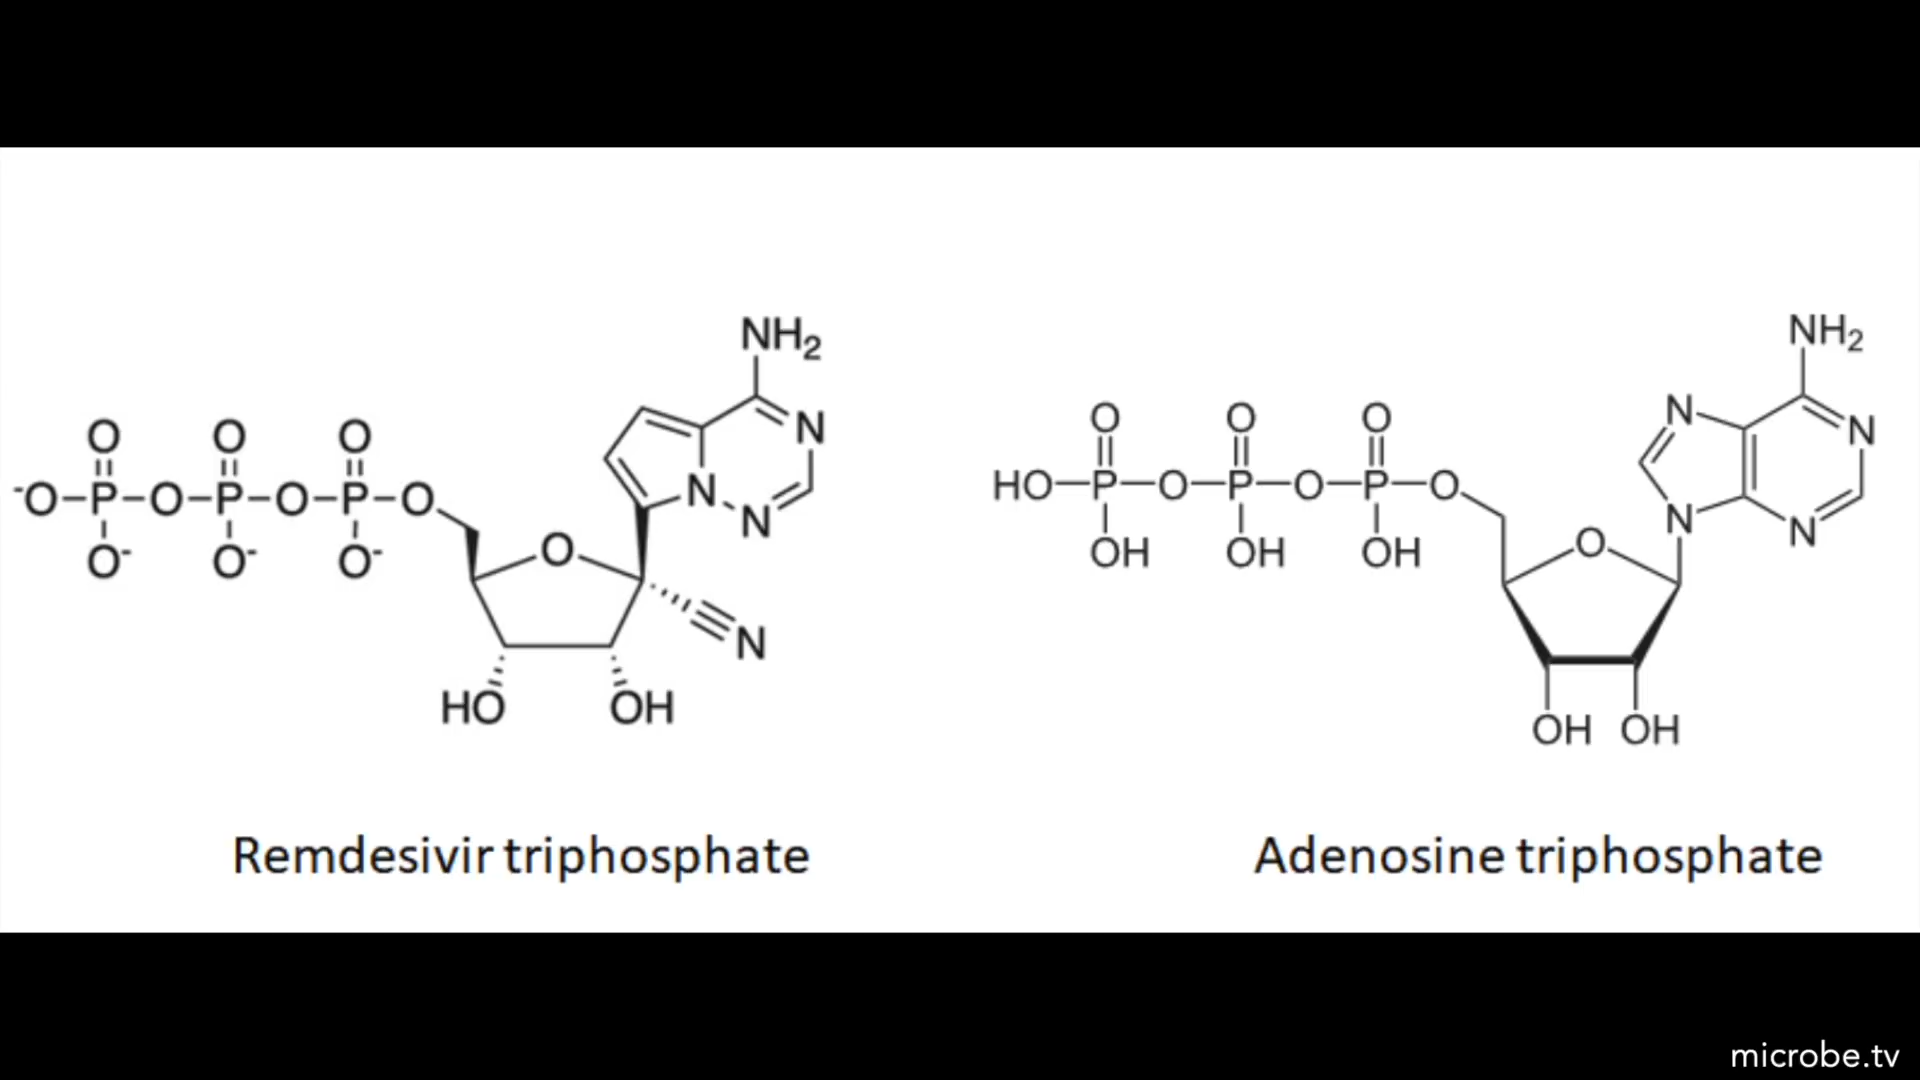 NH2
N
N
N
O O O
-O-P-O-P-O-P-O
O- O- O-
O
N
HO OH
Remdesivir triphosphate
NH2
N
N
N
N
O O O
HO-P-O-P-O-P-O
OH OH OH
O
OH OH
Adenosine triphosphate
microbe.tv